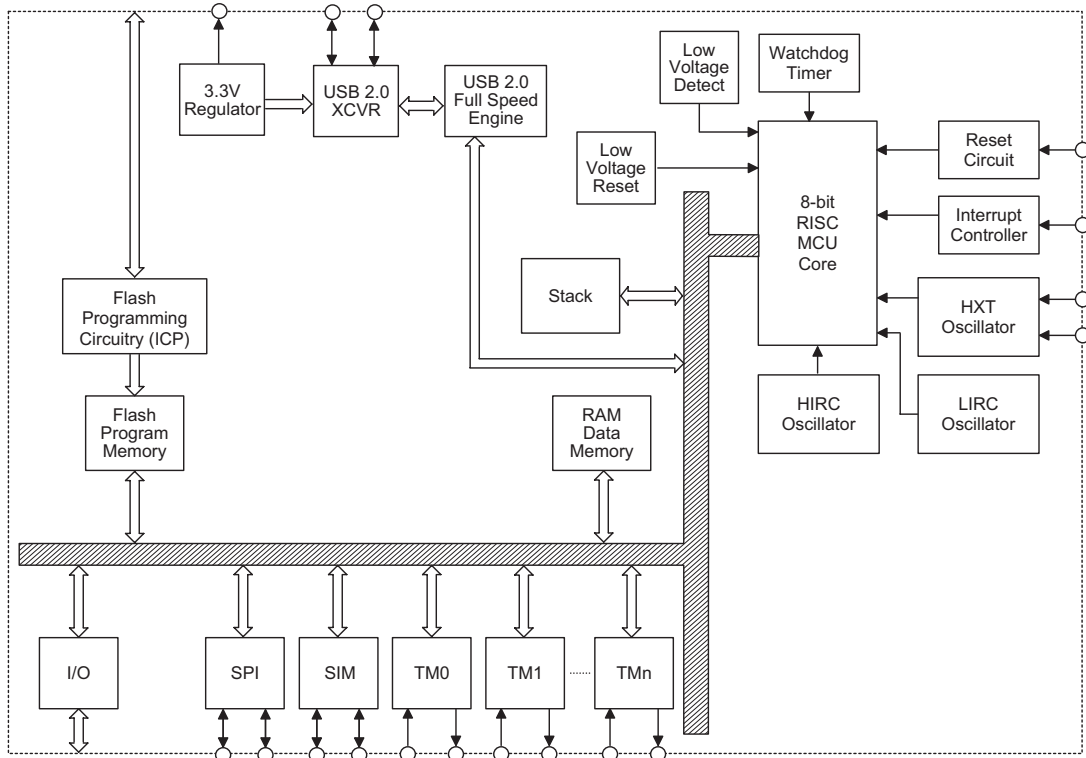 3.3V
Regulator
USB 2.0
XCVR
USB 2.0
Full Speed
Engine
Low
Voltage
Detect
Watchdog
Timer
Low
Voltage
Reset
8-bit
RISC
MCU
Core
Reset
Circuit
Interrupt
Controller
Stack
HXT
Oscillator
Flash
Programming
Circuitry (ICP)
HIRC
Oscillator
LIRC
Oscillator
Flash
Program
Memory
RAM
Data
Memory
I/O
SPI
SIM
TM0
TM1
TMn